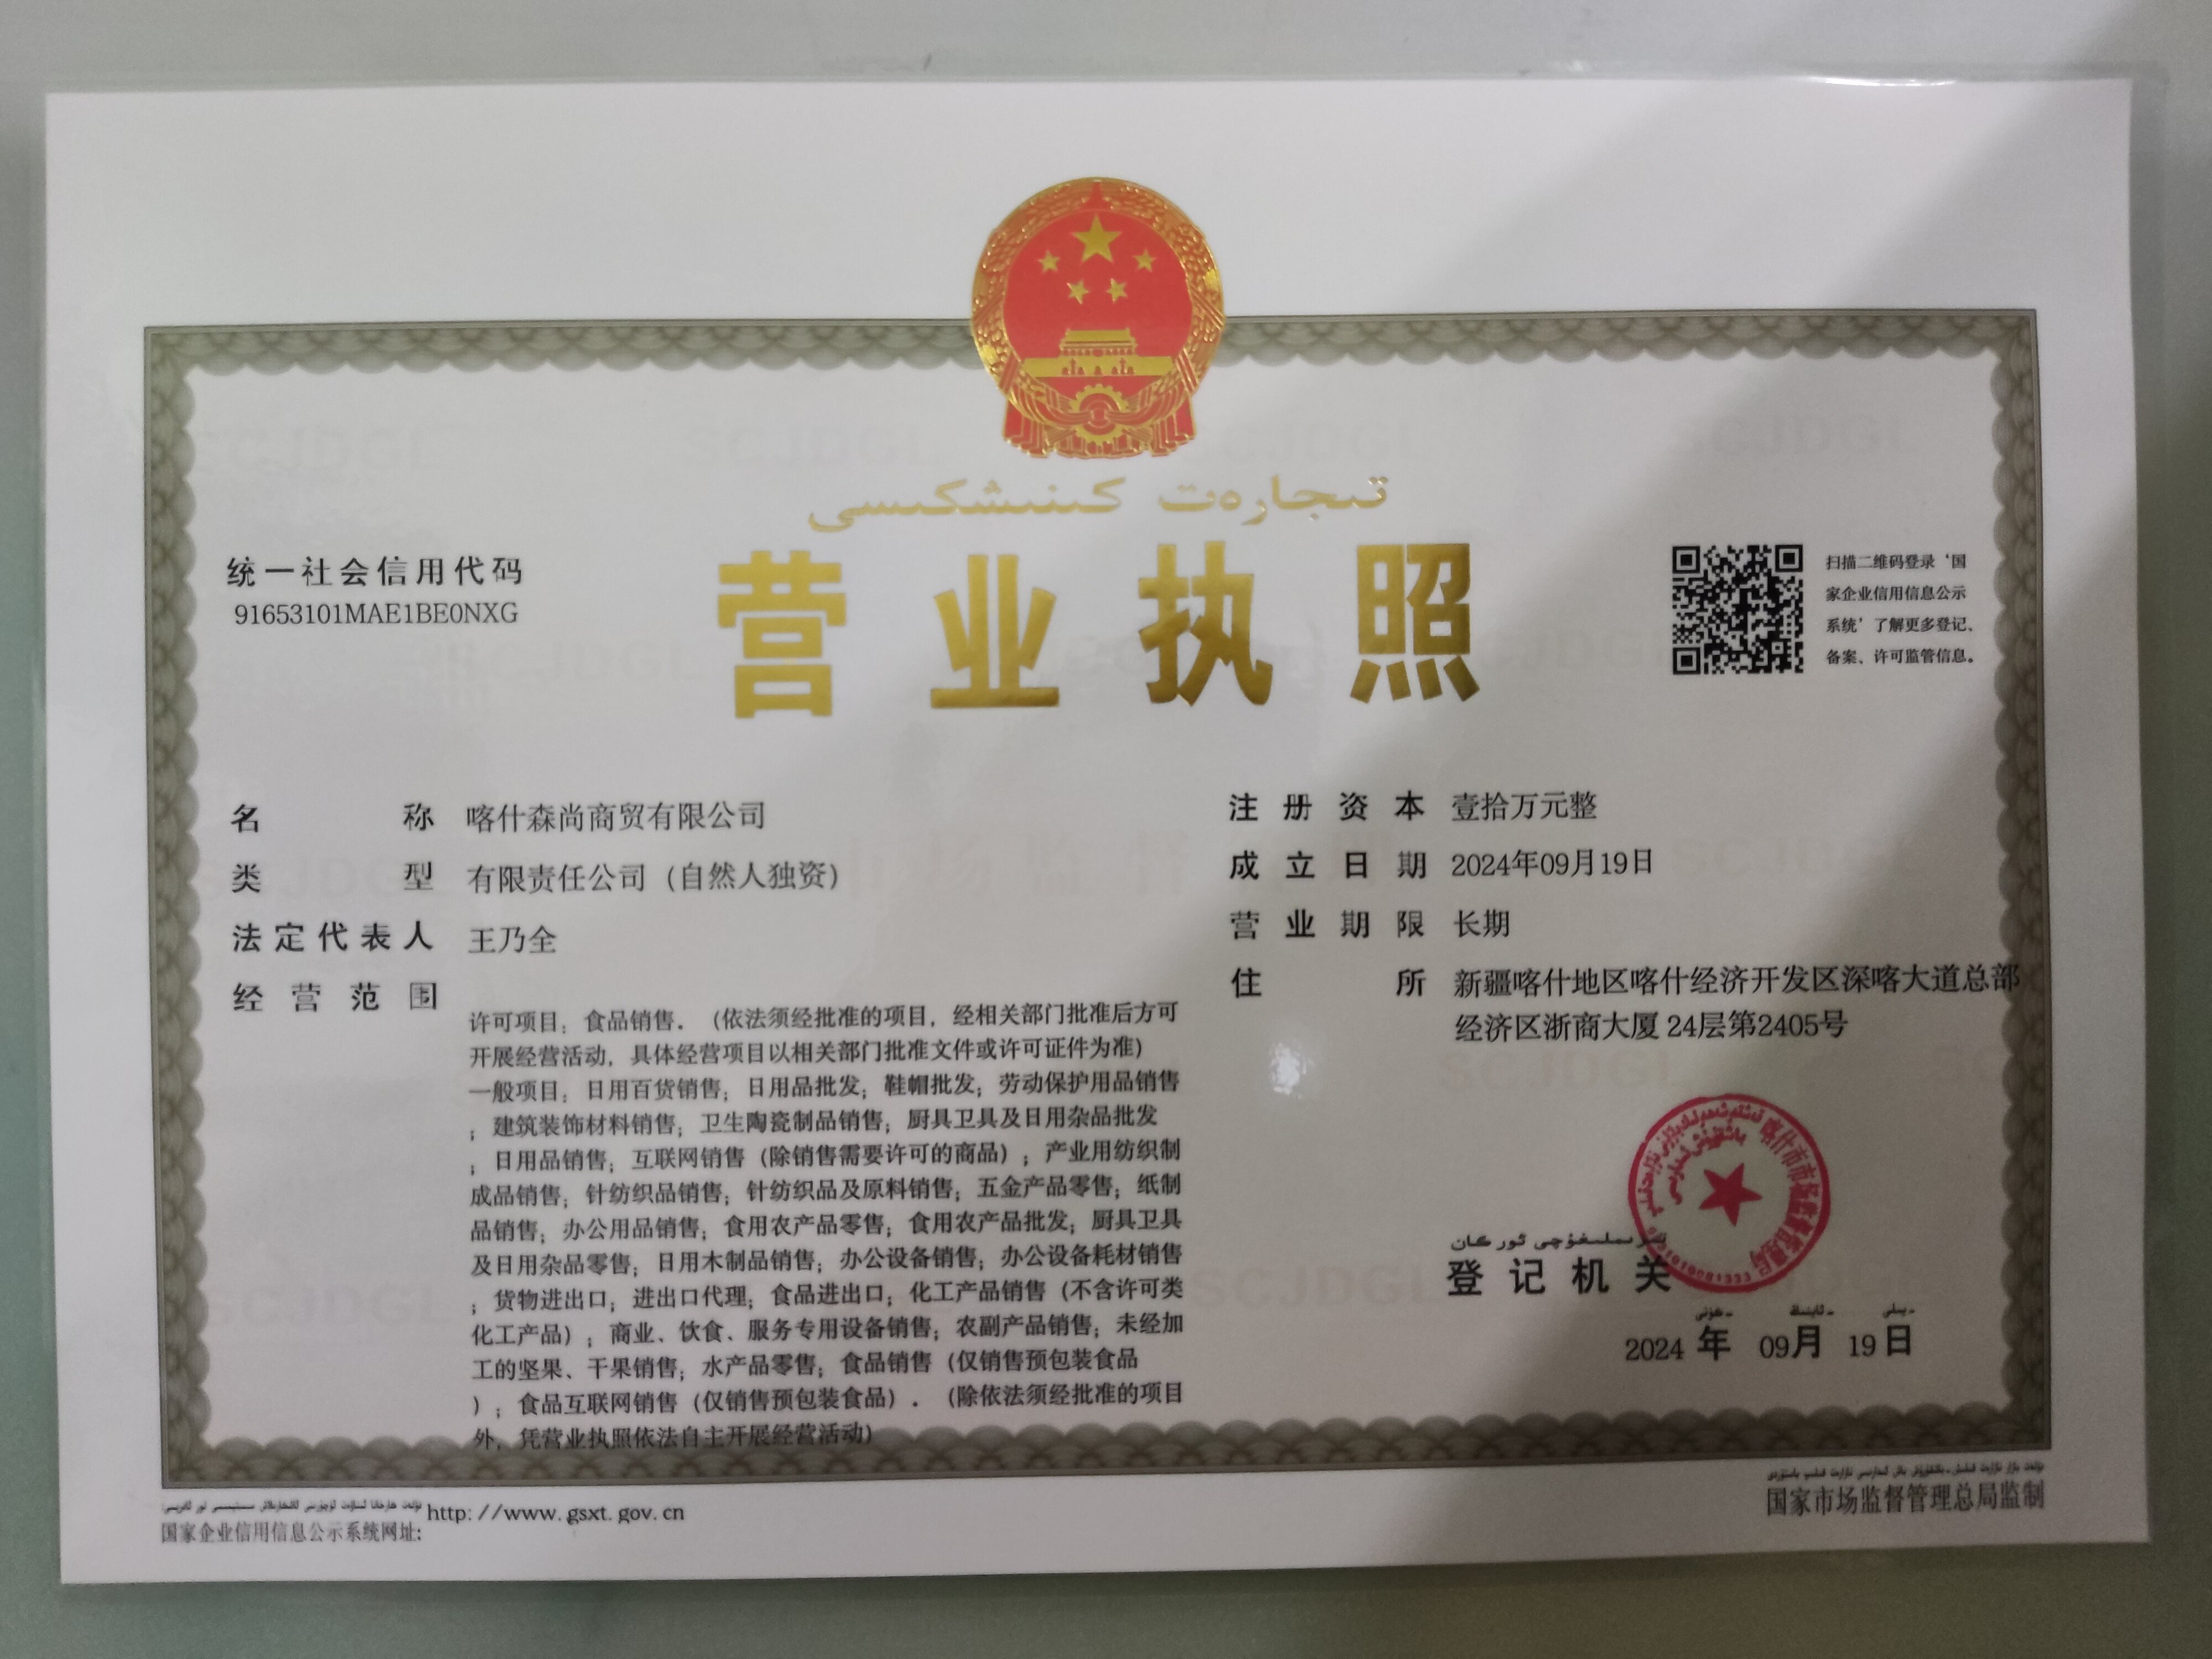 تىجارەت كىنىشكىسى
营业执照
统一社会信用代码
91653101MAE1BE0NXG
扫描二维码登录‘国
家企业信用信息公示
系统’了解更多登记、
备案、许可监管信息。
名称 喀什森尚商贸有限公司
类型 有限责任公司（自然人独资）
法定代表人 王乃全
经营范围
许可项目：食品销售．（依法须经批准的项目，经相关部门批准后方可
开展经营活动，具体经营项目以相关部门批准文件或许可证件为准）
一般项目：日用百货销售；日用品批发；鞋帽批发；劳动保护用品销售
；建筑装饰材料销售；卫生陶瓷制品销售；厨具卫具及日用杂品批发
；日用品销售；互联网销售（除销售需要许可的商品）；产业用纺织制
成品销售；针纺织品销售；针纺织品及原料销售；五金产品零售；纸制
品销售；办公用品销售；食用农产品零售；食用农产品批发；厨具卫具
及日用杂品零售；日用木制品销售；办公设备销售；办公设备耗材销售
；货物进出口；进出口代理；食品进出口；化工产品销售（不含许可类
化工产品）；商业、饮食、服务专用设备销售；农副产品销售；未经加
工的坚果、干果销售；水产品零售；食品销售（仅销售预包装食品
）；食品互联网销售（仅销售预包装食品）．（除依法须经批准的项目
外，凭营业执照依法自主开展经营活动）
注册资本 壹拾万元整
成立日期 2024年09月19日
营业期限 长期
住所 新疆喀什地区喀什经济开发区深喀大道总部
经济区浙商大厦24层第2405号
喀什市市场监督管理局
تىزىملىغۇچى ئورگان
登记机关
2024年 09月 19日
http://www.gsxt.gov.cn
国家企业信用信息公示系统网址:
国家市场监督管理总局监制
SCJDGL